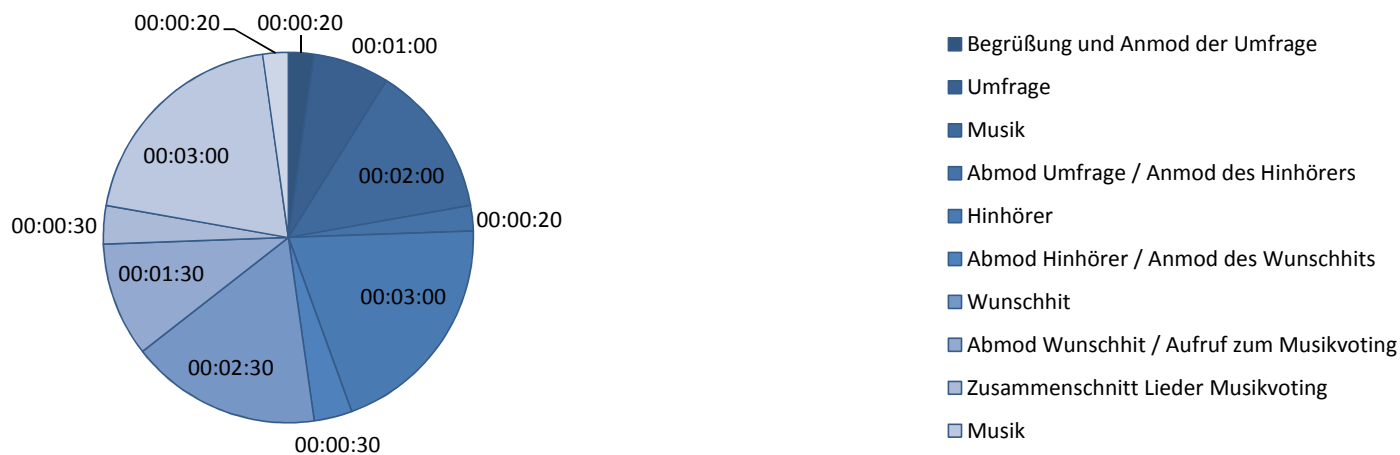 00:00:20
00:00:20
00:01:00
00:02:00
00:00:20
00:03:00
00:00:30
00:02:30
00:01:30
00:00:30
00:03:00
Begrüßung und Anmod der Umfrage
Umfrage
Musik
Abmod Umfrage / Anmod des Hinhörers
Hinhörer
Abmod Hinhörer / Anmod des Wunschhits
Wunschhit
Abmod Wunschhit / Aufruf zum Musikvoting
Zusammenschnitt Lieder Musikvoting
Musik